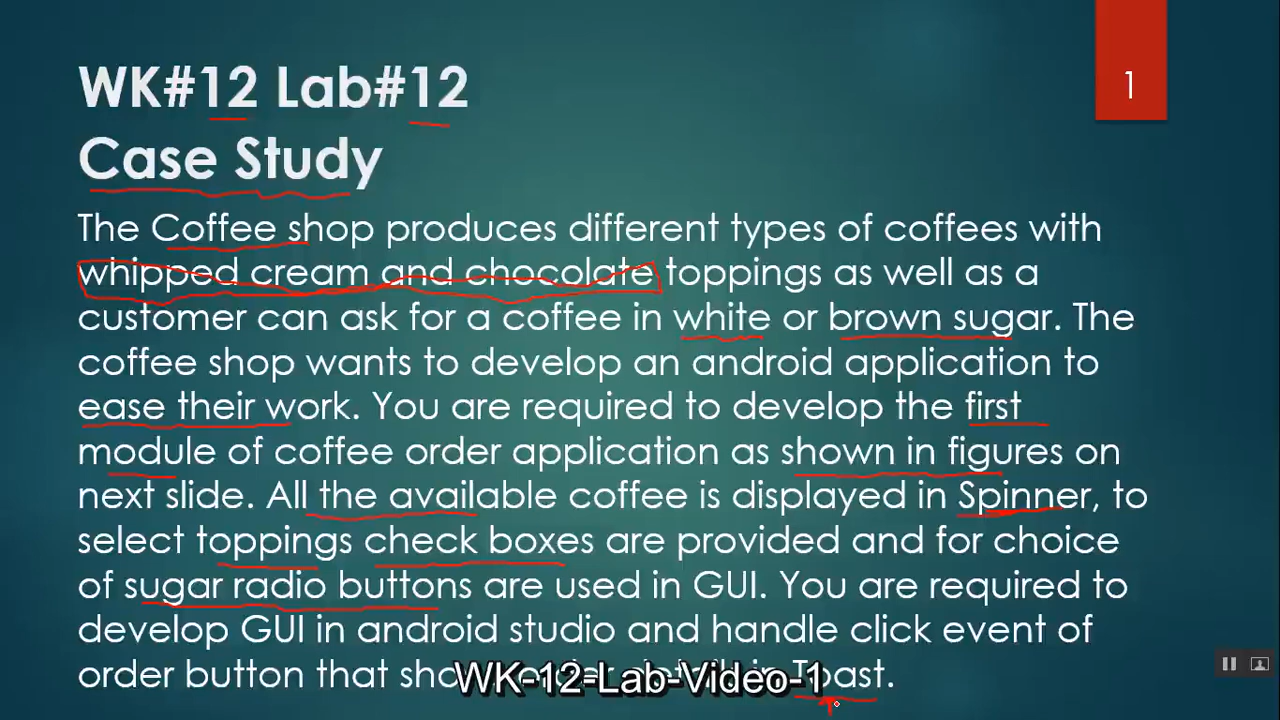 1
WK#12 Lab#12
Case Study
The Coffee shop produces different types of coffees with
whipped cream and chocolate toppings as well as a
customer can ask for a coffee in white or brown sugar. The
coffee shop wants to develop an android application to
ease their work. You are required to develop the first
module of coffee order application as shown in figures on
next slide. All the available coffee is displayed in Spinner, to
select toppings check boxes are provided and for choice
of sugar radio buttons are used in GUI. You are required to
develop GUI in android studio and handle click event of
order button that in Toast.
WK-12-Lab-Video-1